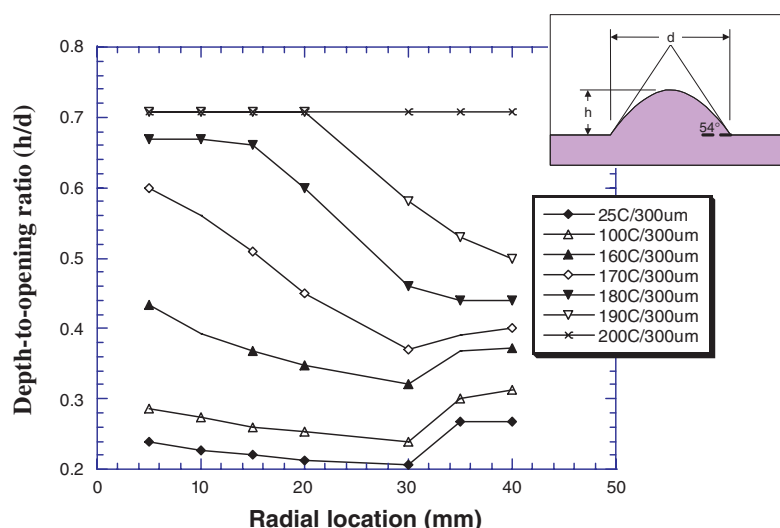 0.8
0.7
0.6
0.5
0.4
0.3
0.2
0
10
20
30
40
50
Depth-to-opening ratio (h/d)
Radial location (mm)
d
h
54°
25C/300um
100C/300um
160C/300um
170C/300um
180C/300um
190C/300um
200C/300um